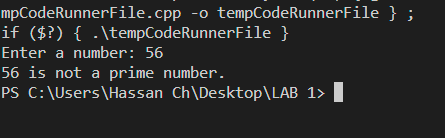 mpCodeRunnerFile.cpp -o tempCodeRunnerFile } ;
if ($?) { .\tempCodeRunnerFile }
Enter a number: 56
56 is not a prime number.
PS C:\Users\Hassan Ch\Desktop\LAB 1>